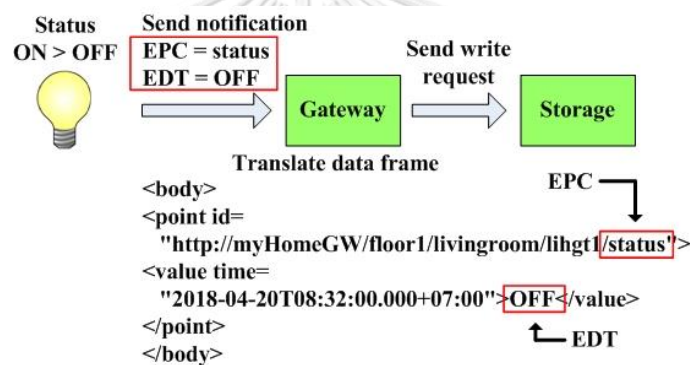 Status
ON > OFF
Send notification
EPC = status
EDT = OFF
Send write
request
Gateway
Storage
Translate data frame
EPC
<body>
<point id=
"http://myHomeGW/floor1/livingroom/lihgt1/status">
<value time=
"2018-04-20T08:32:00.000+07:00">OFF</value>
</point>
EDT
</body>